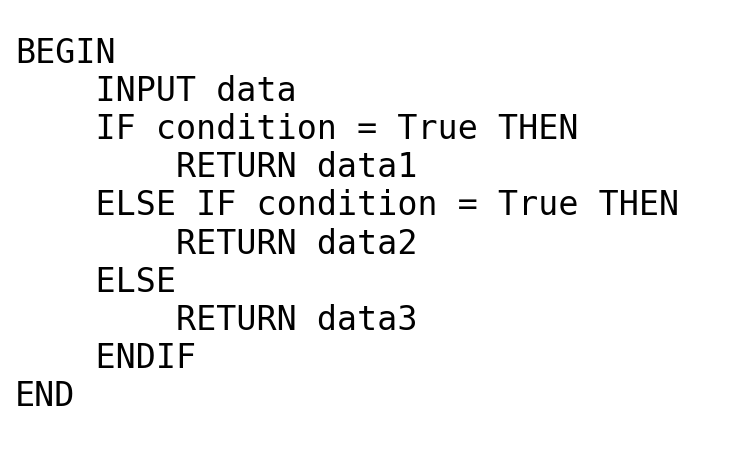 BEGIN
    INPUT data
    IF condition = True THEN
        RETURN data1
    ELSE IF condition = True THEN
        RETURN data2
    ELSE
        RETURN data3
    ENDIF
END